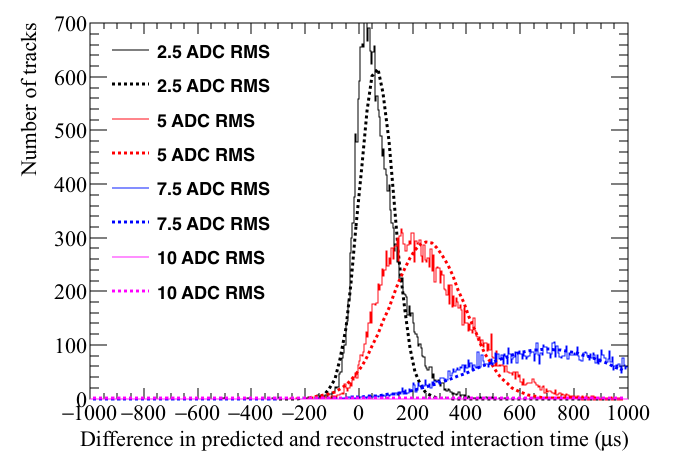 Number of tracks
700
600
500
400
300
200
100
0
2.5 ADC RMS
2.5 ADC RMS
5 ADC RMS
5 ADC RMS
7.5 ADC RMS
7.5 ADC RMS
10 ADC RMS
10 ADC RMS
−1000 −800 −600 −400 −200 0 200 400 600 800 1000
Difference in predicted and reconstructed interaction time (μs)